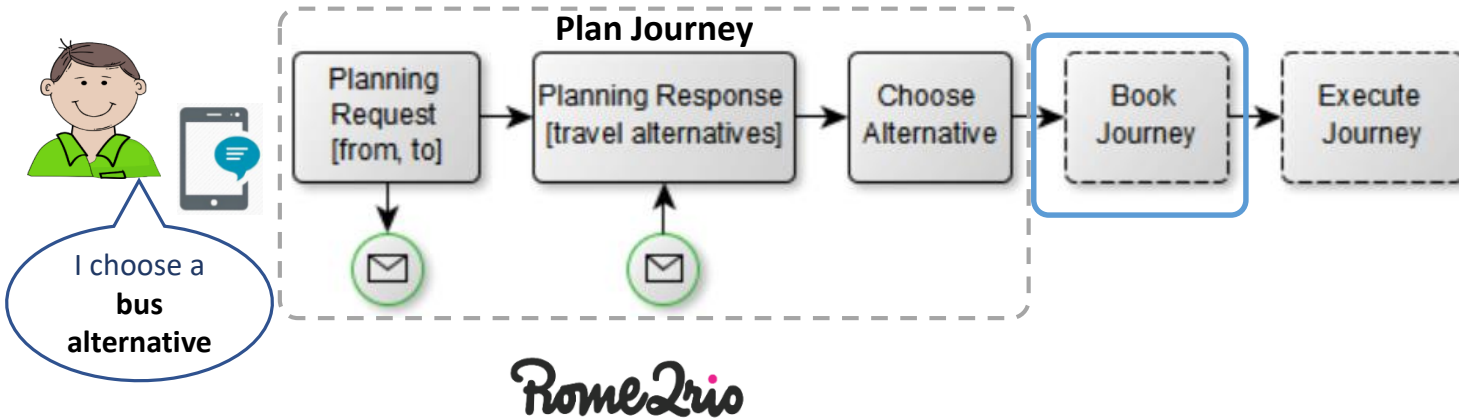 Plan Journey
Planning
Request
[from, to]
Planning Response
[travel alternatives]
Choose
Alternative
Book
Journey
Execute
Journey
I choose a
bus
alternative
Rome2rio